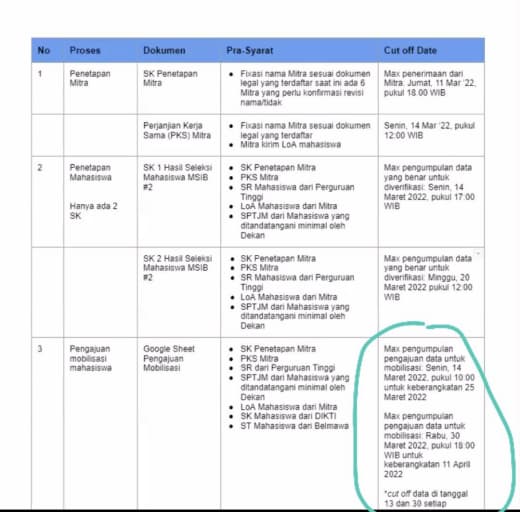 No Proses Dokumen Pra-Syarat Cut off Date
1 Penetapan Mitra
SK Penetapan Mitra
• Fixasi nama Mitra sesuai dokumen
legal yang terdaftar saat ini ada 6
Mitra yang perlu konfirmasi revisi
nama/tidak
Max penerimaan dari
Mitra: Jumat, 11 Mar '22,
pukul 18.00 WIB
Perjanjian Kerja
Sama (PKS) Mitra
• Fixasi nama Mitra sesuai dokumen
legal yang terdaftar
• Mitra kirim LoA mahasiswa
Senin, 14 Mar '22, pukul
12:00 WIB
2 Penetapan
Mahasiswa
Hanya ada 2
SK
SK 1 Hasil Seleksi
Mahasiswa MSIB
#2
• SK Penetapan Mitra
• PKS Mitra
• SR Mahasiswa dari Perguruan
Tinggi
• LoA Mahasiswa dari Mitra
• SPTJM dari Mahasiswa yang
ditandatangani minimal oleh
Dekan
Max pengumpulan data
yang benar untuk
diverifikasi: Senin, 14
Maret 2022, pukul 17:00
WIB
SK 2 Hasil Seleksi
Mahasiswa MSIB
#2
• SK Penetapan Mitra
• PKS Mitra
• SR Mahasiswa dari Perguruan
Tinggi
• LoA Mahasiswa dari Mitra
• SPTJM dari Mahasiswa yang
ditandatangani minimal oleh
Dekan
Max pengumpulan data
yang benar untuk
diverifikasi: Minggu, 20
Maret 2022 pukul 12:00
WIB
3 Pengajuan
mobilisasi
mahasiswa
Google Sheet
Pengajuan
Mobilisasi
• SK Penetapan Mitra
• PKS Mitra
• SR dari Perguruan Tinggi
• SPTJM dari Mahasiswa yang
ditandatangani minimal oleh
Dekan
• LoA Mahasiswa dari Mitra
• SK Mahasiswa dari DIKTI
• ST Mahasiswa dari Belmawa
Max pengumpulan
pengajuan data untuk
mobilisasi: Senin, 14
Maret 2022, pukul 10:00
untuk keberangkatan 25
Maret 2022
Max pengumpulan
pengajuan data untuk
mobilisasi: Rabu, 30
Maret 2022, pukul 18:00
WIB untuk
keberangkatan 11 April
2022
*cut off data di tanggal
13 dan 30 setiap